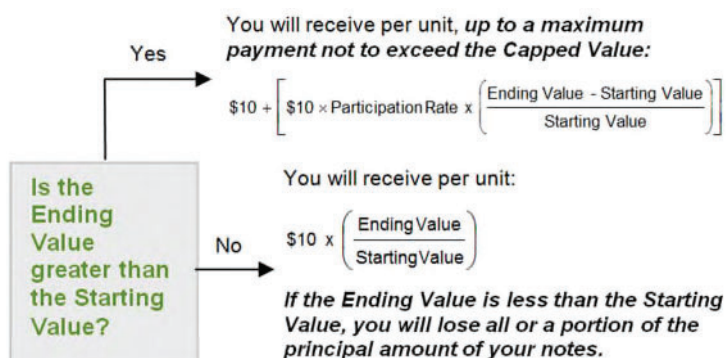 You will receive per unit, up to a maximum
payment not to exceed the Capped Value:
Yes
$10 + [ $10 × Participation Rate x ( Ending Value - Starting Value
Starting Value ) ]
Is the
Ending
Value
greater than
the Starting
Value?
You will receive per unit:
No
$10 x ( Ending Value
Starting Value )
If the Ending Value is less than the Starting
Value, you will lose all or a portion of the
principal amount of your notes.